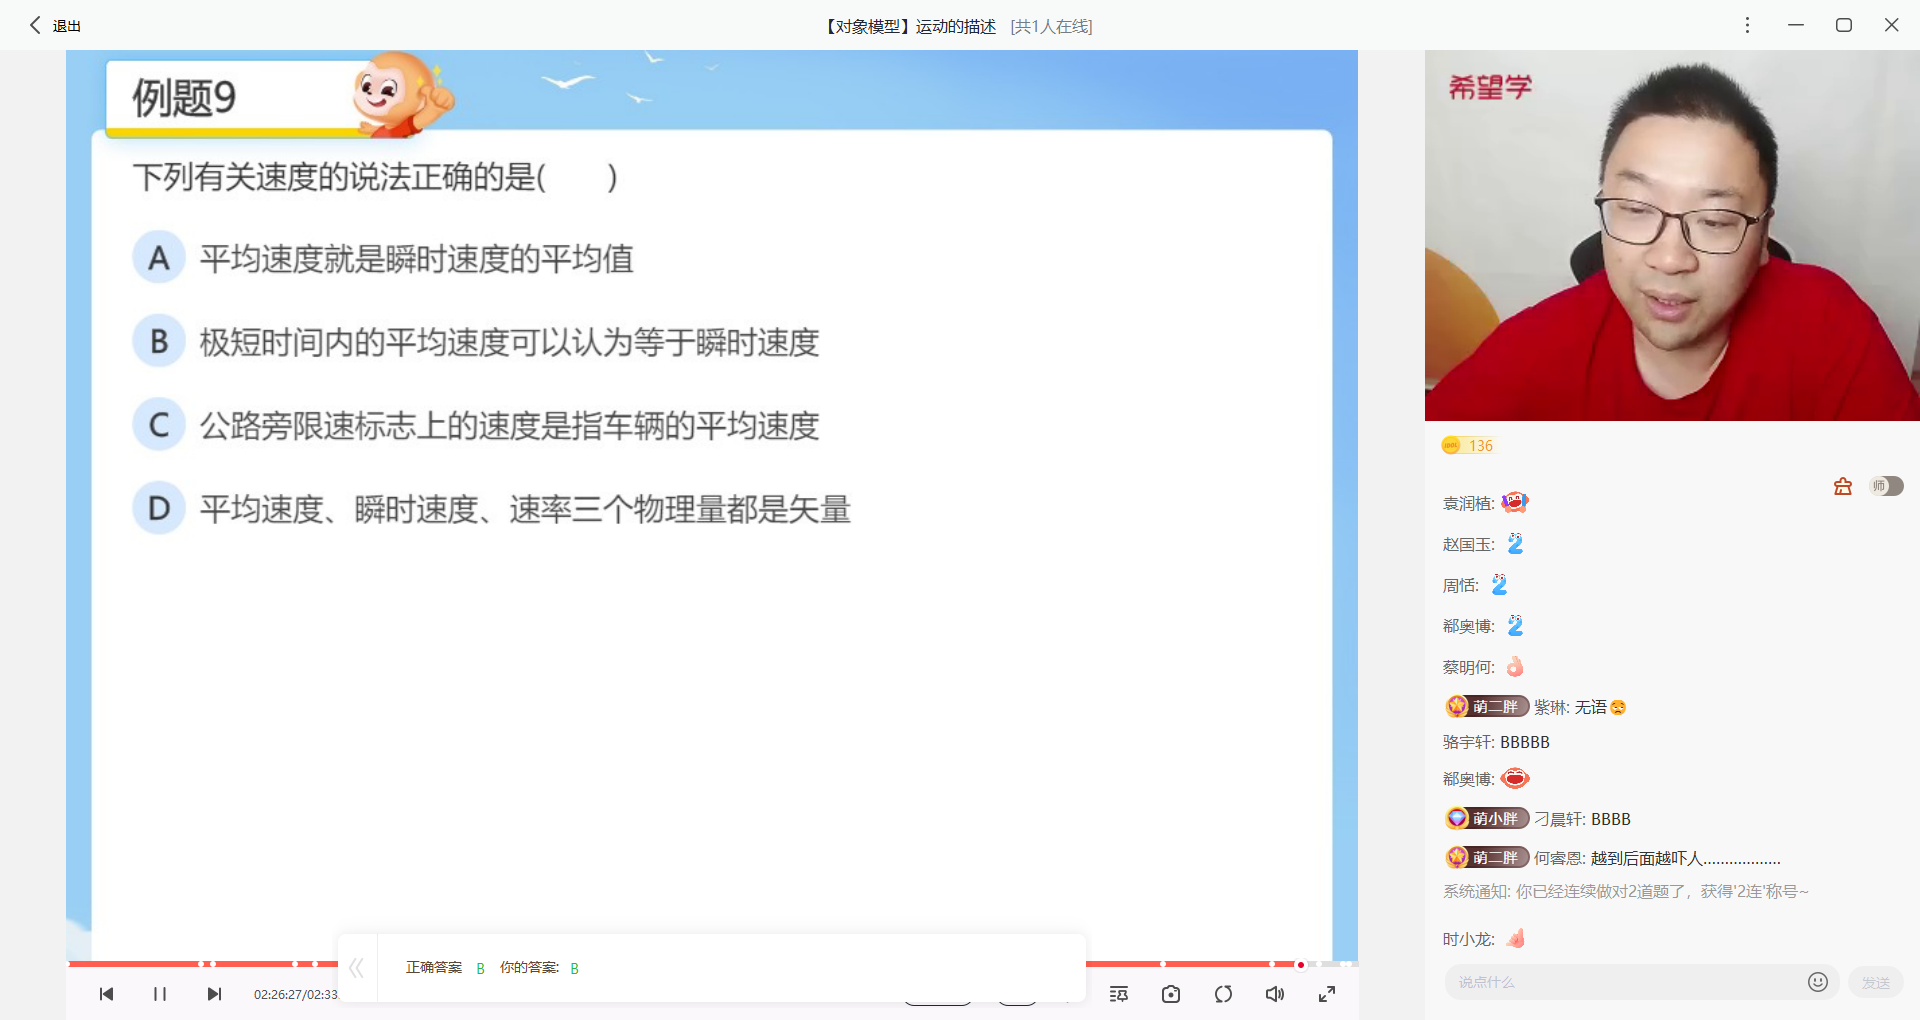 退出
【对象模型】运动的描述 [共1人在线]
例题9
下列有关速度的说法正确的是( )
A 平均速度就是瞬时速度的平均值
B 极短时间内的平均速度可以认为等于瞬时速度
C 公路旁限速标志上的速度是指车辆的平均速度
D 平均速度、瞬时速度、速率三个物理量都是矢量
正确答案 B 你的答案: B
02:26:27/02:33:
希望学
136
师
袁润植:
赵国玉:
周恬:
郗奥博:
蔡明何:
萌二胖 紫琳: 无语
骆宇轩: BBBBB
郗奥博:
萌小胖 刁晨轩: BBBB
萌二胖 何睿恩: 越到后面越吓人..................
系统通知: 你已经连续做对2道题了，获得'2连'称号~
时小龙:
说点什么
发送